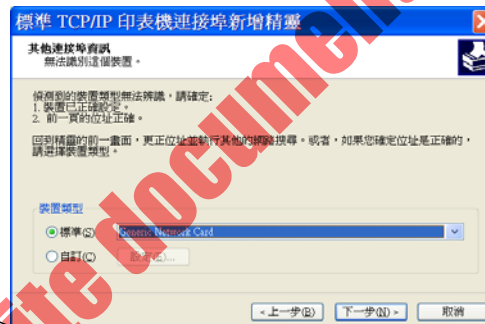 標準 TCP/IP 印表機連接埠新增精靈
其他連接埠資訊
無法識別這個裝置。
偵測到的裝置類型無法辨識，請確定:
1. 裝置已正確設定。
2. 前一頁的位址正確。
回到精靈的前一畫面，更正位址並執行其他的網路搜尋。或者，如果您確定位址是正確的，
請選擇裝置類型。
裝置類型
標準(S)
Generic Network Card
自訂(C)
設定(E)...
<上一步(B)
下一步(N)>
取消
ite document